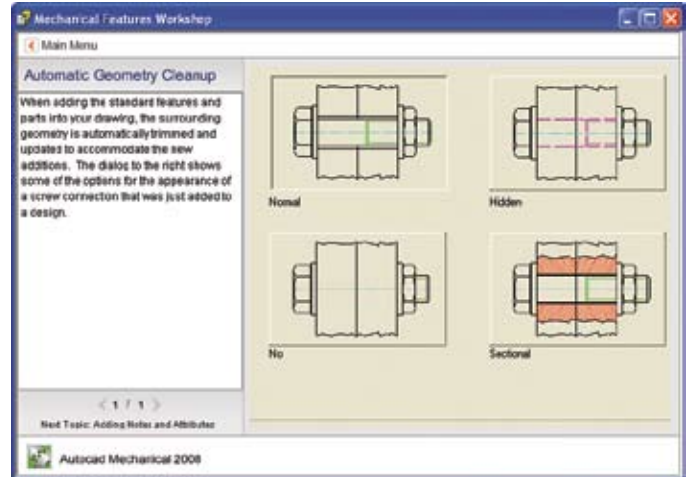 Mechanical Features Workshop
Main Menu
Automatic Geometry Cleanup
When adding the standard features and
parts into your drawing, the surrounding
geometry is automatically trimmed and
updates to accommodate the new
additions. The dialog to the right shows
some of the options for the appearance of
a screw connection that was just added to
a design.
Normal
Hidden
No
Sectional
< 1 / 1 >
Next Topic: Adding Notes and Attributes
Autocad Mechanical 2008